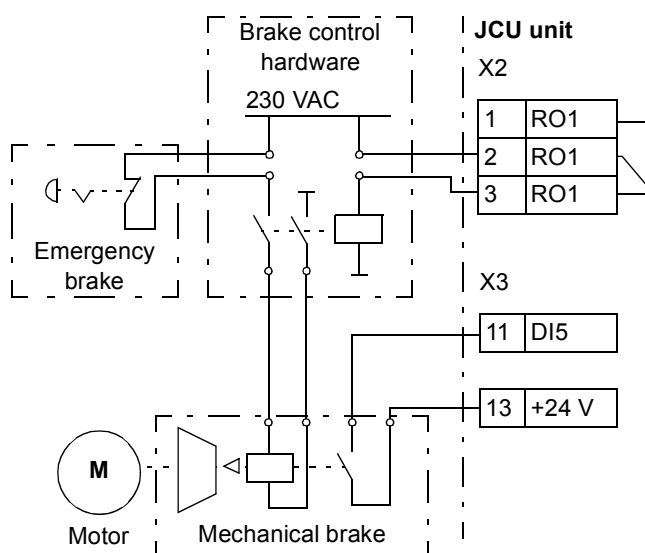 Brake control
hardware
230 VAC
JCU unit
X2
1 RO1
2 RO1
3 RO1
Emergency
brake
X3
11 DI5
13 +24 V
M
Motor
Mechanical brake